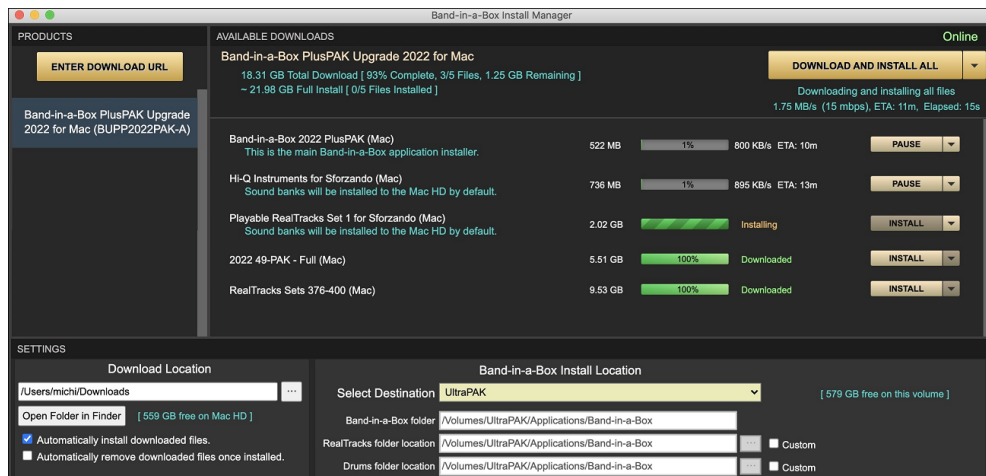 Band-in-a-Box Install Manager
PRODUCTS
ENTER DOWNLOAD URL
Band-in-a-Box PlusPAK Upgrade
2022 for Mac (BUPP2022PAK-A)
AVAILABLE DOWNLOADS
Online
Band-in-a-Box PlusPAK Upgrade 2022 for Mac
18.31 GB Total Download [ 93% Complete, 3/5 Files, 1.25 GB Remaining ]
~ 21.98 GB Full Install [ 0/5 Files Installed ]
DOWNLOAD AND INSTALL ALL
Downloading and installing all files
1.75 MB/s (15 mbps), ETA: 11m, Elapsed: 15s
Band-in-a-Box 2022 PlusPAK (Mac)
This is the main Band-in-a-Box application installer.
522 MB 1% 800 KB/s ETA: 10m PAUSE
Hi-Q Instruments for Sforzando (Mac)
Sound banks will be installed to the Mac HD by default.
736 MB 1% 895 KB/s ETA: 13m PAUSE
Playable RealTracks Set 1 for Sforzando (Mac)
Sound banks will be installed to the Mac HD by default.
2.02 GB Installing INSTALL
2022 49-PAK - Full (Mac) 5.51 GB 100% Downloaded INSTALL
RealTracks Sets 376-400 (Mac) 9.53 GB 100% Downloaded INSTALL
SETTINGS
Download Location
/Users/michi/Downloads ...
Open Folder in Finder [ 559 GB free on Mac HD ]
Automatically install downloaded files.
Automatically remove downloaded files once installed.
Band-in-a-Box Install Location
Select Destination UltraPAK [ 579 GB free on this volume ]
Band-in-a-Box folder /Volumes/UltraPAK/Applications/Band-in-a-Box
RealTracks folder location /Volumes/UltraPAK/Applications/Band-in-a-Box ... Custom
Drums folder location /Volumes/UltraPAK/Applications/Band-in-a-Box ... Custom